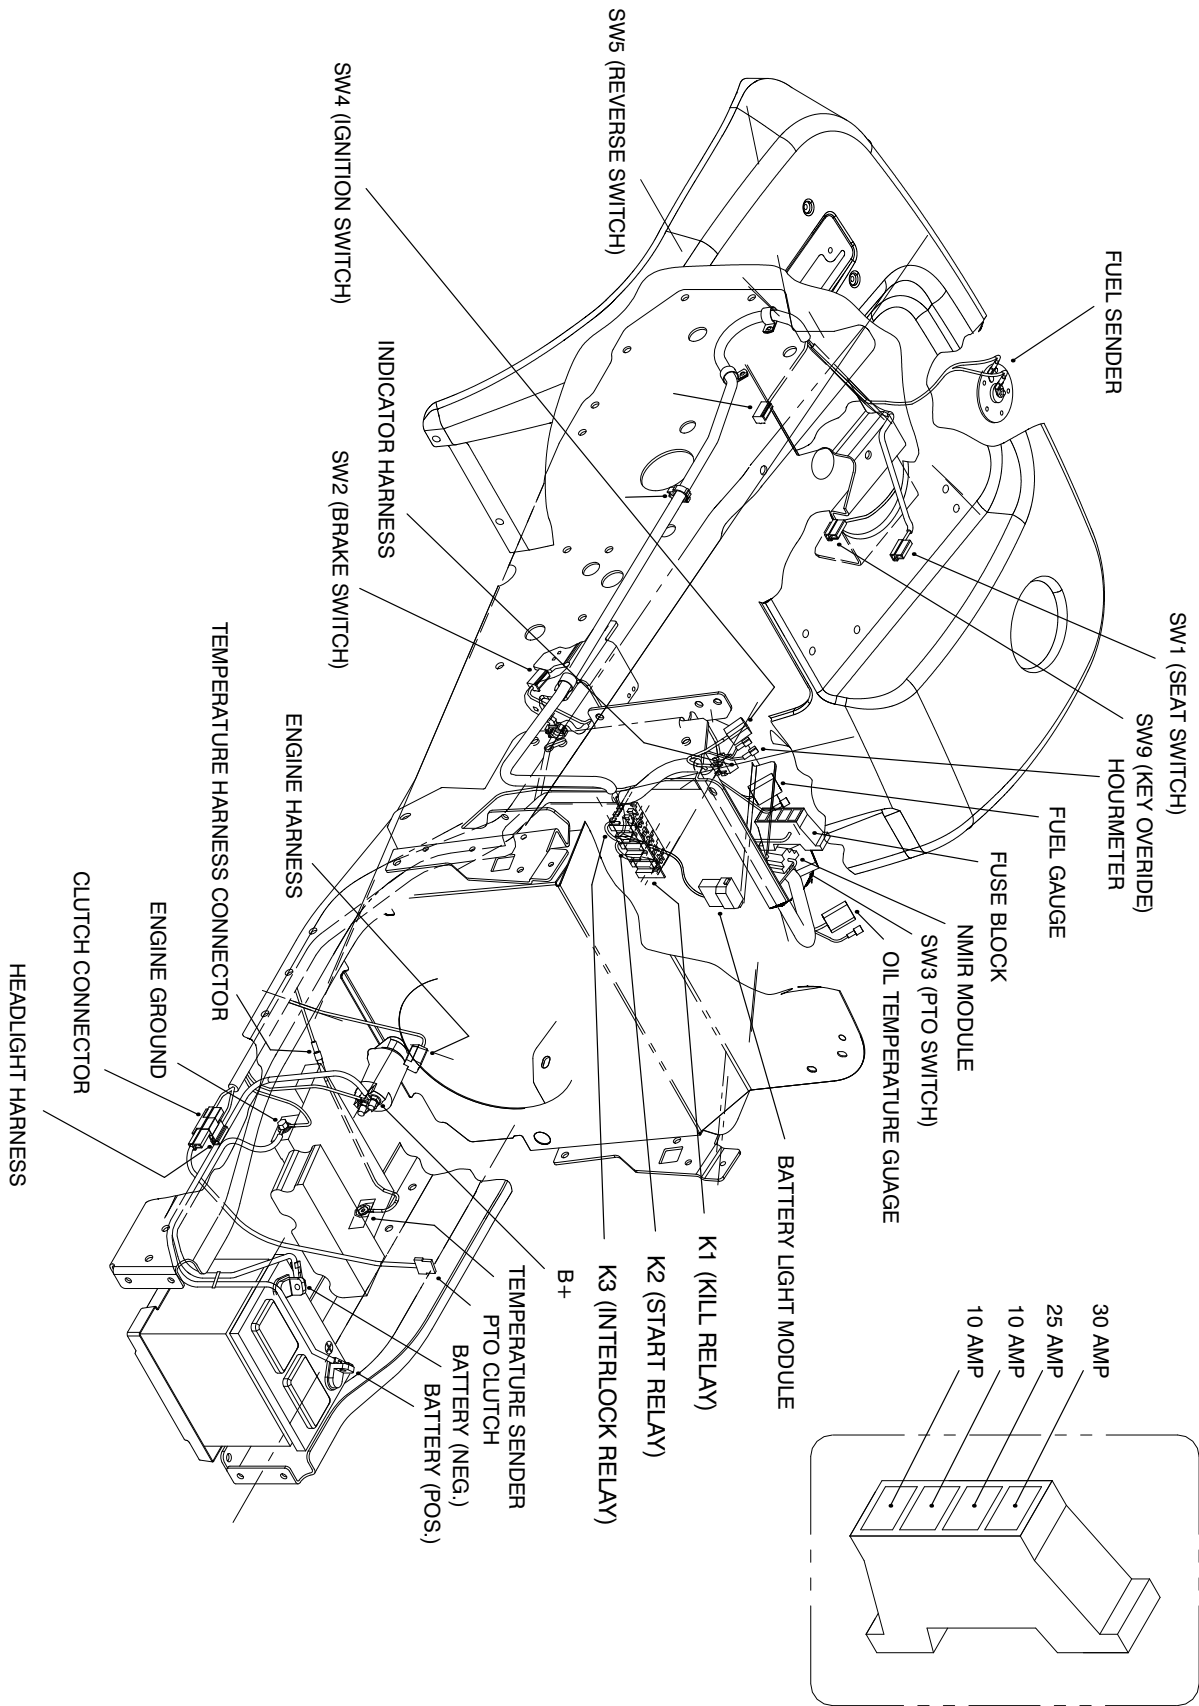 30 AMP
25 AMP
10 AMP
10 AMP
FUEL SENDER
SW1 (SEAT SWITCH)
SW9 (KEY OVERRIDE)
HOURMETER
FUEL GAUGE
FUSE BLOCK
NMIR MODULE
SW3 (PTO SWITCH)
OIL TEMPERATURE GUAGE
BATTERY LIGHT MODULE
K1 (KILL RELAY)
K2 (START RELAY)
K3 (INTERLOCK RELAY)
B+
TEMPERATURE SENDER
PTO CLUTCH
BATTERY (NEG.)
BATTERY (POS.)
SW5 (REVERSE SWITCH)
SW4 (IGNITION SWITCH)
INDICATOR HARNESS
SW2 (BRAKE SWITCH)
ENGINE HARNESS
TEMPERATURE HARNESS CONNECTOR
ENGINE GROUND
CLUTCH CONNECTOR
HEADLIGHT HARNESS